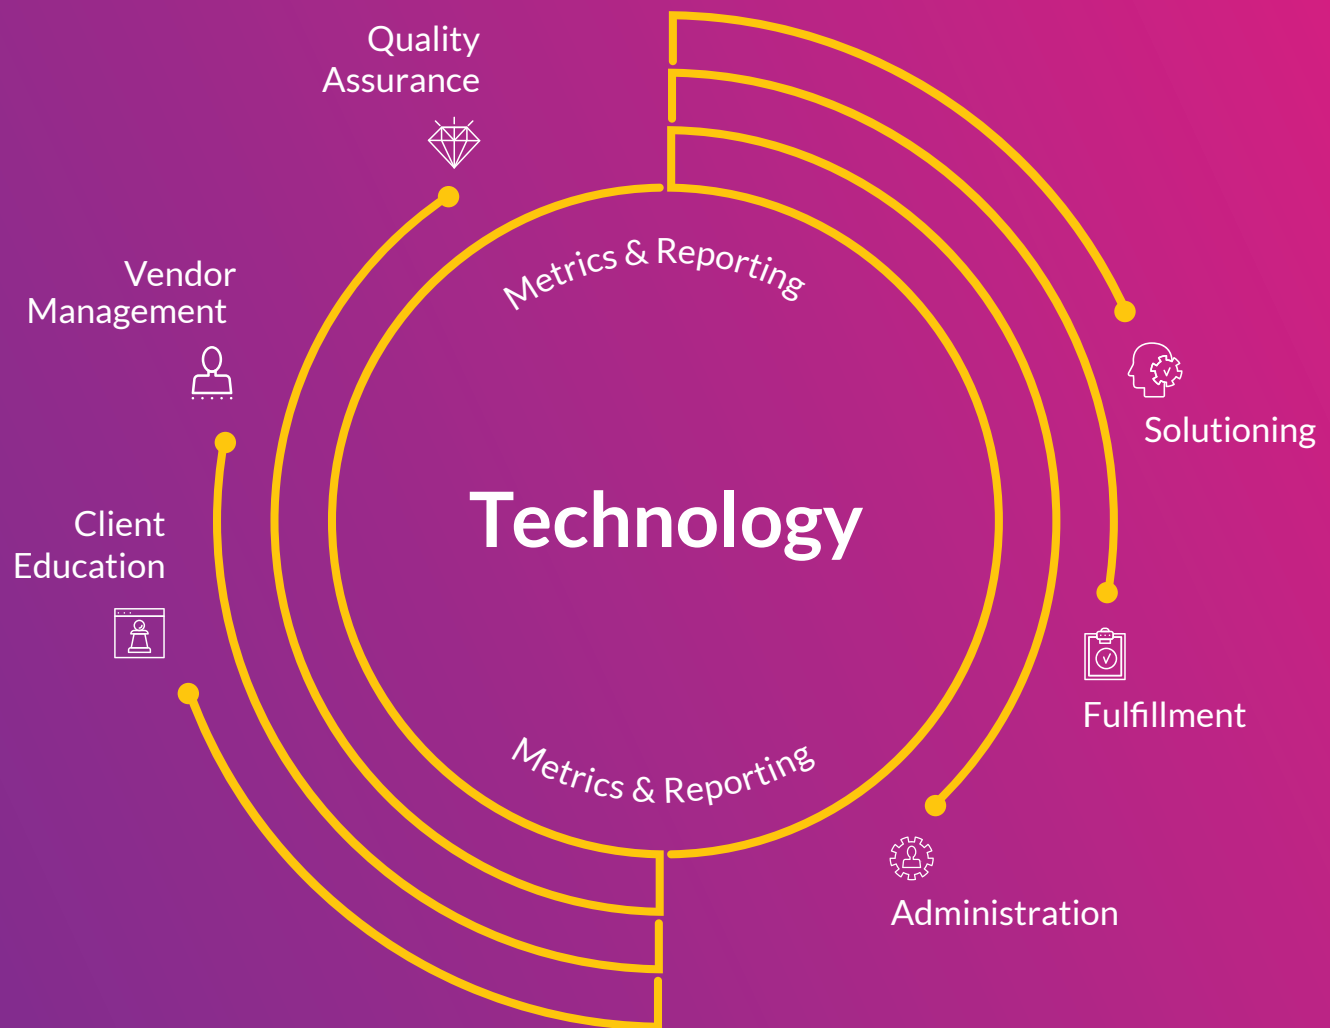 Quality
Assurance
Vendor
Management
Client
Education
Metrics & Reporting
Technology
Metrics & Reporting
Solutioning
Fulfillment
Administration